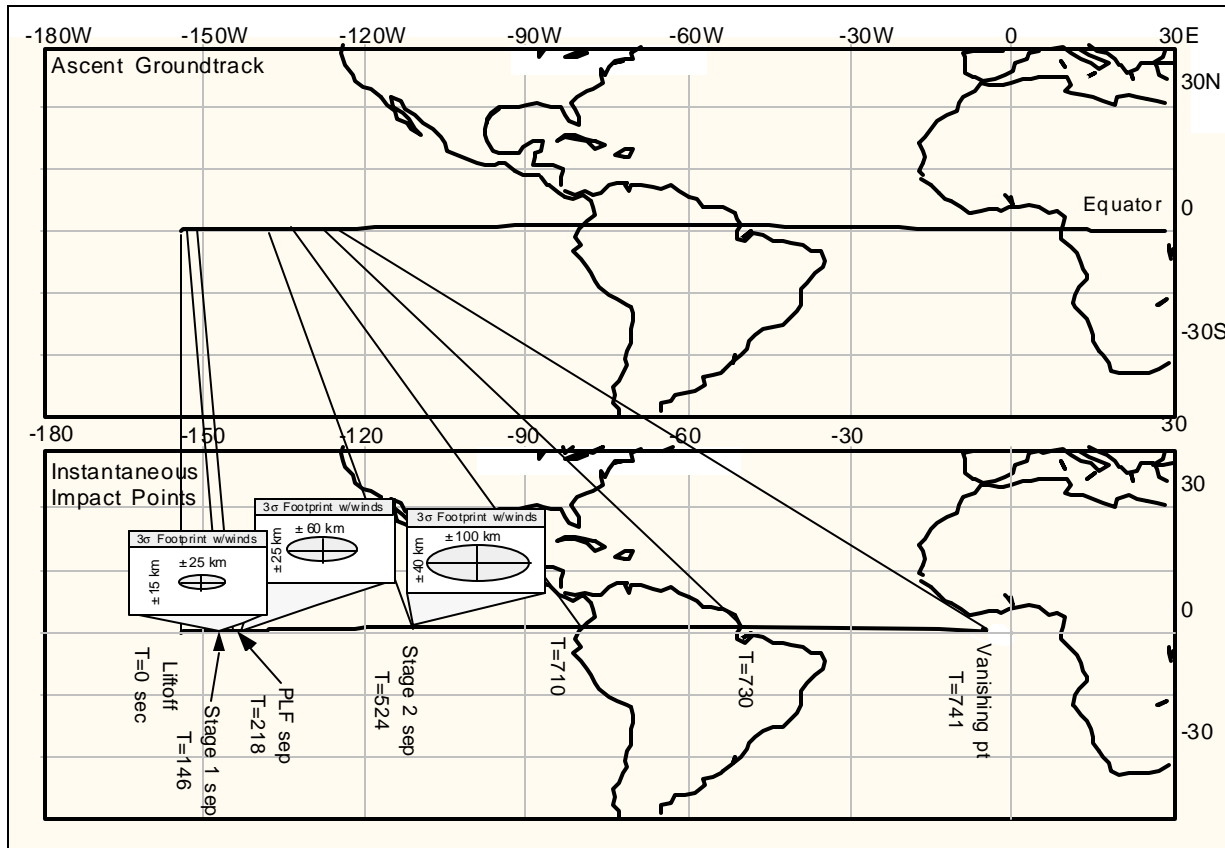 -180W -150W -120W -90W -60W -30W 0 30E
Ascent Groundtrack
30N
Equator
0
-30S
-180 -150 -120 -90 -60 -30 30
Instantaneous
Impact Points
30
3σ Footprint w/winds
±15 km
±25 km
3σ Footprint w/winds
±25 km
±60 km
3σ Footprint w/winds
±40 km
±100 km
0
-30
Liftoff
T=0 sec
Stage 1 sep
T=146
PLF sep
T=218
Stage 2 sep
T=524
T=710
T=730
Vanishing pt
T=741